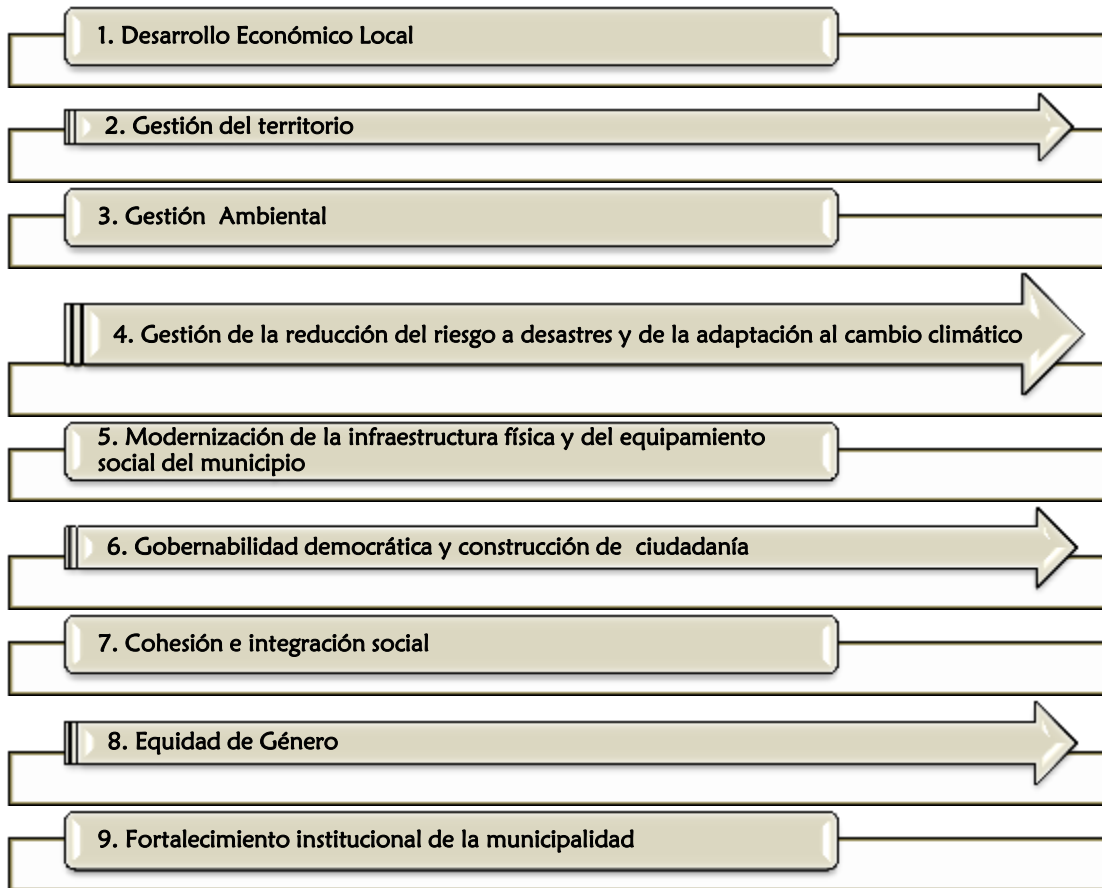 1. Desarrollo Económico Local
2. Gestión del territorio
3. Gestión  Ambiental
4. Gestión de la reducción del riesgo a desastres y de la adaptación al cambio climático
5. Modernización de la infraestructura física y del equipamiento
social del municipio
6. Gobernabilidad democrática y construcción de  ciudadanía
7. Cohesión e integración social
8. Equidad de Género
9. Fortalecimiento institucional de la municipalidad